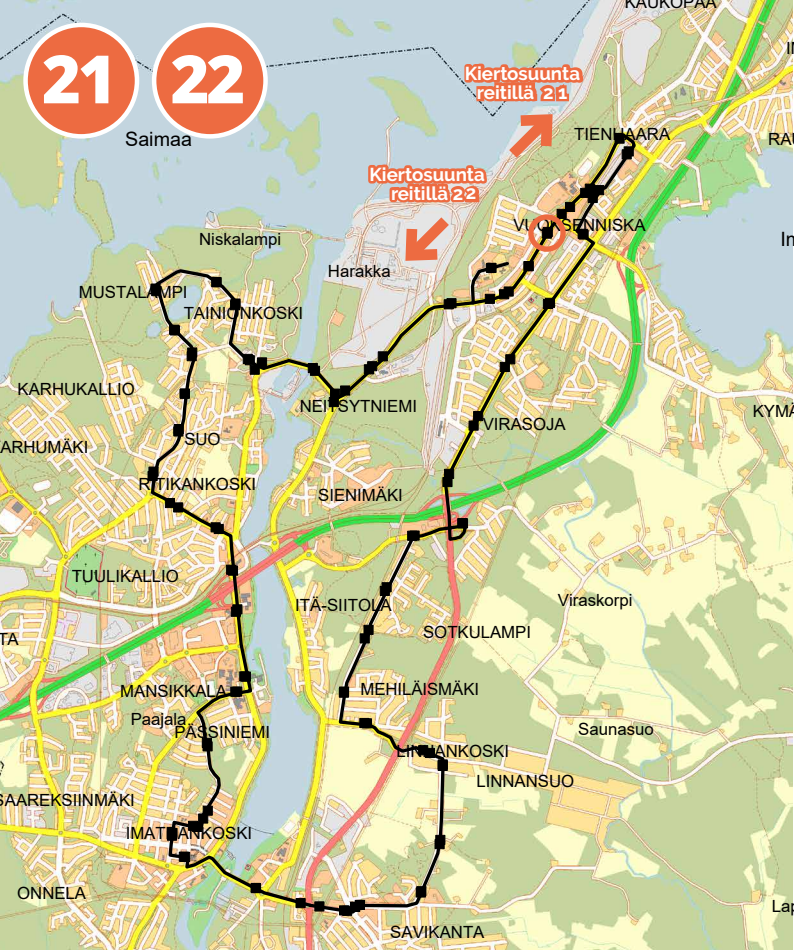 KAUKOPÄÄ
21 22
Kiertosuunta
reitillä 21
Saimaa
TIENHAARA
Kiertosuunta
reitillä 22
VUOKSENNISKA
Niskalampi
Harakka
MUSTALAMPI
TAINIONKOSKI
KARHUKALLIO
NEITSYTNIEMI
VIRASOJA
SUO
RITIKANKOSKI
SIENIMÄKI
TUULIKALLIO
ITÄ-SIITOLA
Viraskorpi
SOTKULAMPI
MANSIKKALA
MEHILÄISMÄKI
Paajala
PÄSSINIEMI
Saunasuo
LINNANKOSKI
LINNANSUO
SAAREKSIINMÄKI
IMATRANKOSKI
ONNELA
SAVIKANTA